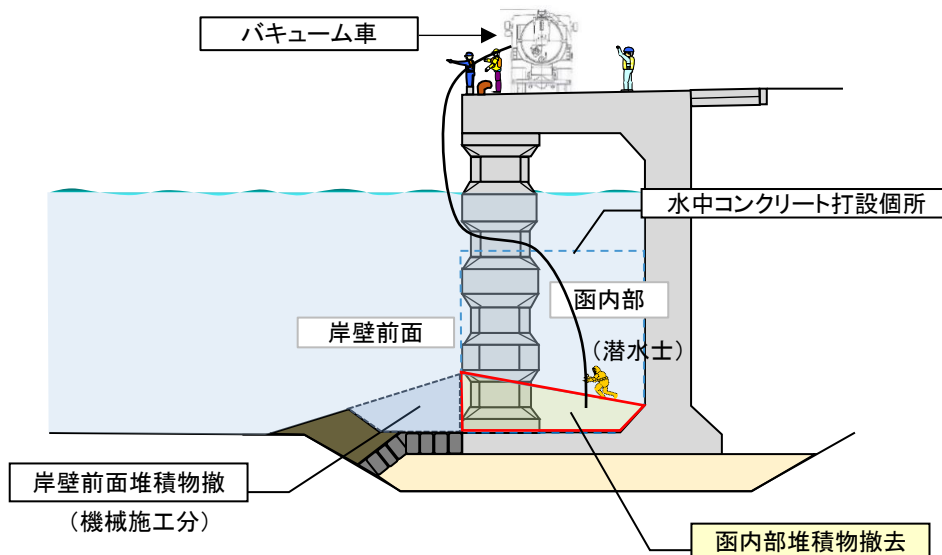 バキューム車
水中コンクリート打設個所
函内部
岸壁前面
（潜水士）
岸壁前面堆積物撤
（機械施工分）
函内部堆積物撤去